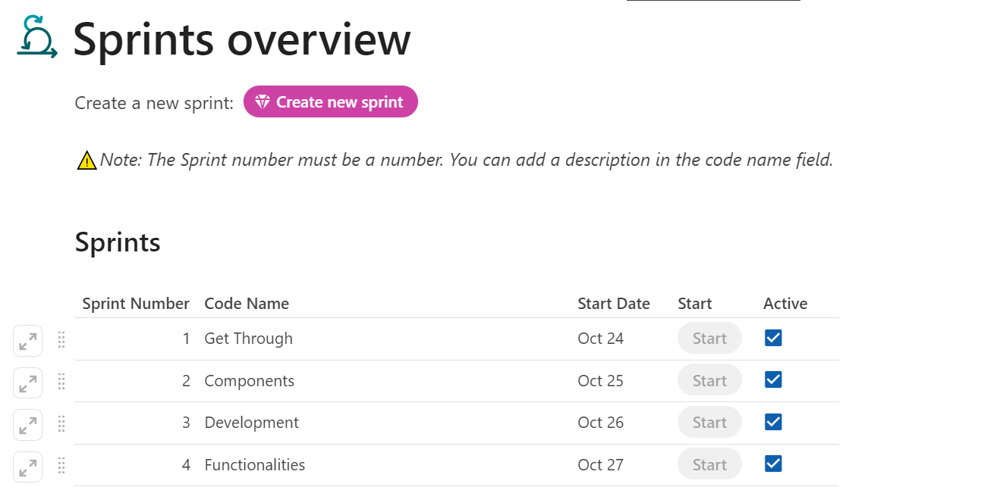 Sprints overview
Create a new sprint: Create new sprint
Note: The Sprint number must be a number. You can add a description in the code name field.
Sprints
Sprint Number Code Name Start Date Start Active
1 Get Through Oct 24 Start
2 Components Oct 25 Start
3 Development Oct 26 Start
4 Functionalities Oct 27 Start